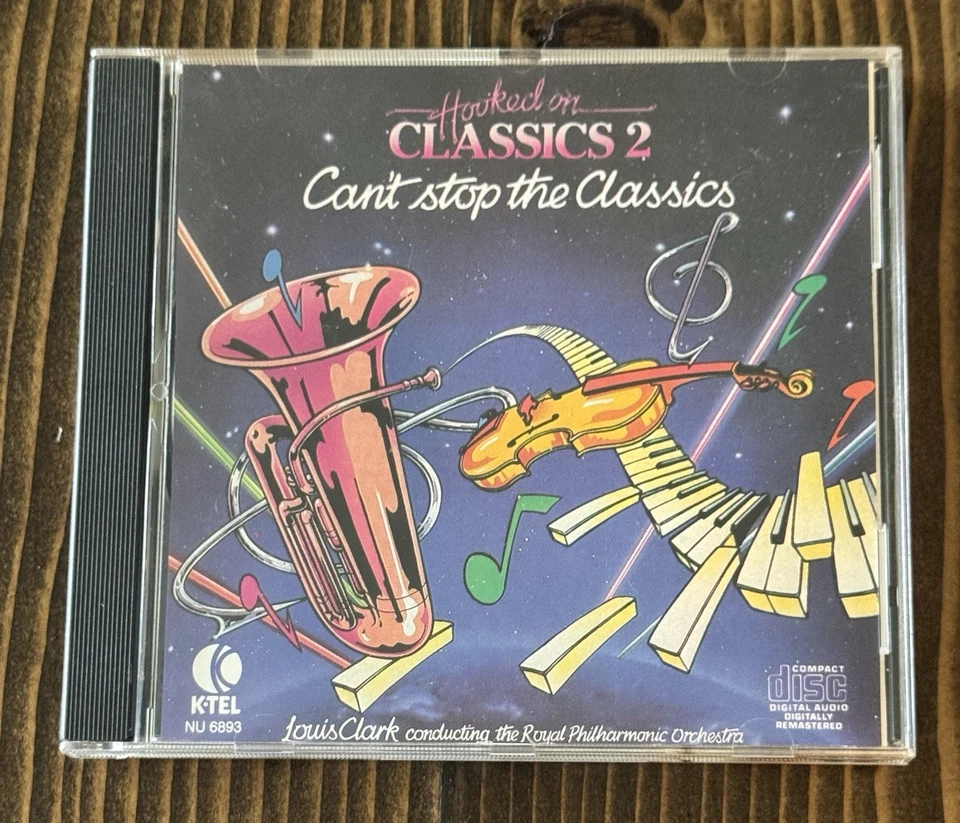 Hooked on
CLASSICS 2
Can't stop the Classics
K-TEL
NU 6893
COMPACT
disc
DIGITAL AUDIO
DIGITALLY
REMASTERED
Louis Clark conducting the Royal Philharmonic Orchestra